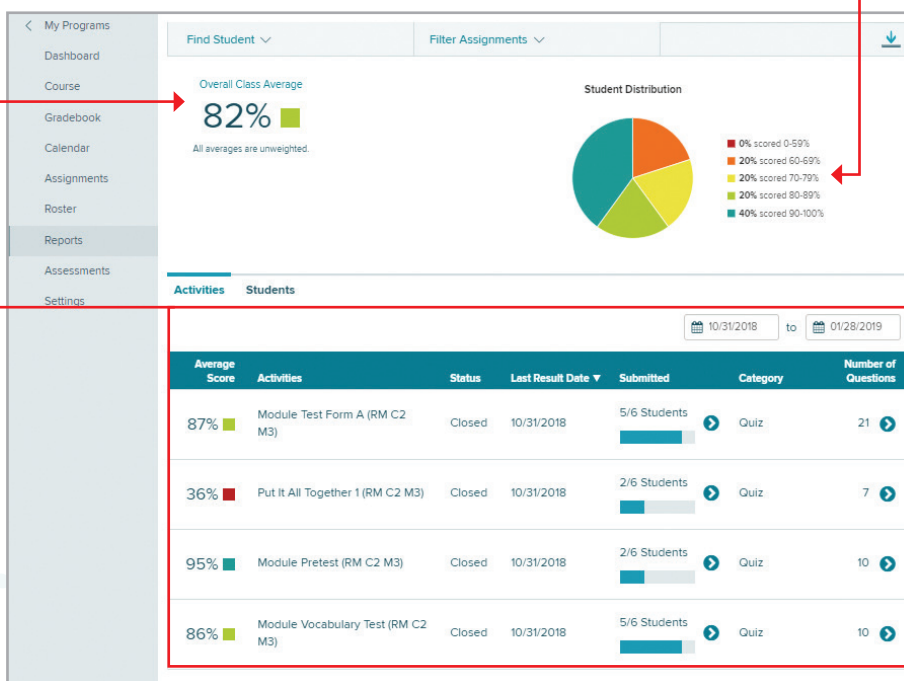 My Programs
Dashboard
Course
Gradebook
Calendar
Assignments
Roster
Reports
Assessments
Settings
Find Student
Filter Assignments
Overall Class Average
82%
All averages are unweighted.
Student Distribution
0% scored 0-59%
20% scored 60-69%
20% scored 70-79%
20% scored 80-89%
40% scored 90-100%
Activities Students
10/31/2018 to 01/28/2019
Average Score Activities Status Last Result Date ▼ Submitted Category Number of Questions
87% Module Test Form A (RM C2 M3) Closed 10/31/2018 5/6 Students Quiz 21
36% Put It All Together 1 (RM C2 M3) Closed 10/31/2018 2/6 Students Quiz 7
95% Module Pretest (RM C2 M3) Closed 10/31/2018 2/6 Students Quiz 10
86% Module Vocabulary Test (RM C2 M3) Closed 10/31/2018 5/6 Students Quiz 10